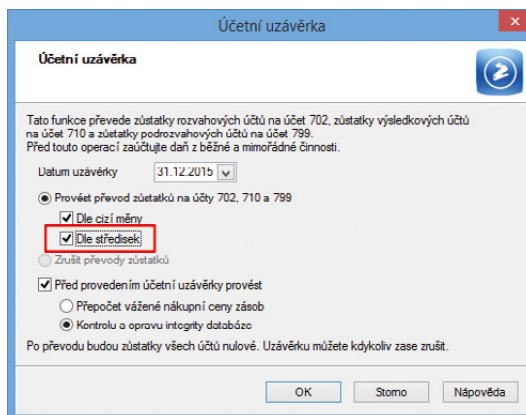 Účetní uzávěrka
Účetní uzávěrka
Tato funkce převede zůstatky rozvahových účtů na účet 702, zůstatky výsledkových účtů
na účet 710 a zůstatky podrozvahových účtů na účet 799.
Před touto operací zaúčtujte daň z běžné a mimořádné činnosti.
Datum uzávěrky 31.12.2015
Provést převod zůstatků na účty 702, 710 a 799
Dle cizí měny
Dle středisek
Zrušit převody zůstatků
Před provedením účetní uzávěrky provést
Přepočet vážené nákupní ceny zásob
Kontrolu a opravu integrity databáze
Po převodu budou zůstatky všech účtů nulové. Uzávěrku můžete kdykoliv zase zrušit.
OK Storno Nápověda